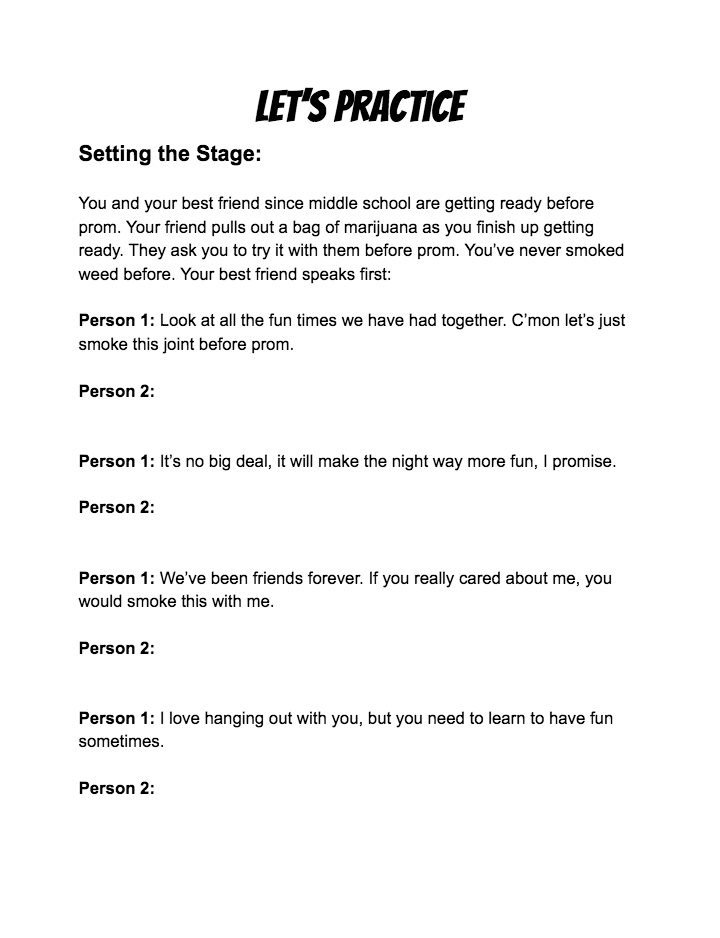 LET'S PRACTICE
Setting the Stage:
You and your best friend since middle school are getting ready before
prom. Your friend pulls out a bag of marijuana as you finish up getting
ready. They ask you to try it with them before prom. You’ve never smoked
weed before. Your best friend speaks first:
Person 1: Look at all the fun times we have had together. C’mon let’s just
smoke this joint before prom.
Person 2:
Person 1: It’s no big deal, it will make the night way more fun, I promise.
Person 2:
Person 1: We’ve been friends forever. If you really cared about me, you
would smoke this with me.
Person 2:
Person 1: I love hanging out with you, but you need to learn to have fun
sometimes.
Person 2: